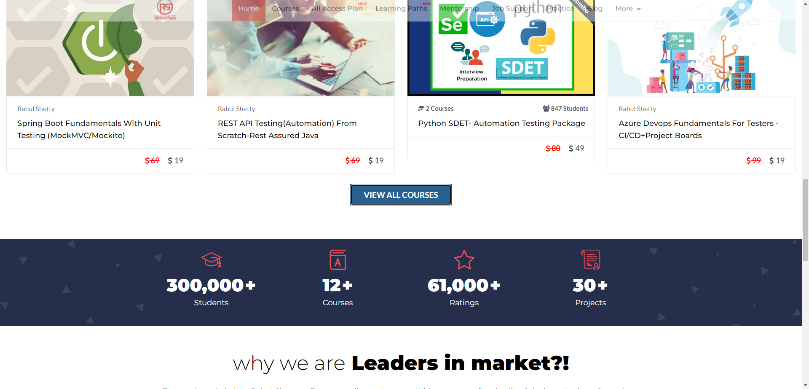 Home Courses All Access Plan Learning Paths Mentorship Job Support Practice Blog More
python
Se
API
Interview
Preparation
SDET
Rahul Shetty
Spring Boot Fundamentals With Unit
Testing (MockMVC/Mockito)
$ 69 $ 19
Rahul Shetty
REST API Testing(Automation) From
Scratch-Rest Assured Java
$ 69 $ 19
2 Courses 847 Students
Python SDET- Automation Testing Package
$ 80 $ 49
Rahul Shetty
Azure Devops Fundamentals For Testers -
CI/CD+Project Boards
$ 99 $ 19
VIEW ALL COURSES
A
300,000+
Students
12+
Courses
61,000+
Ratings
30+
Projects
why we are Leaders in market?!